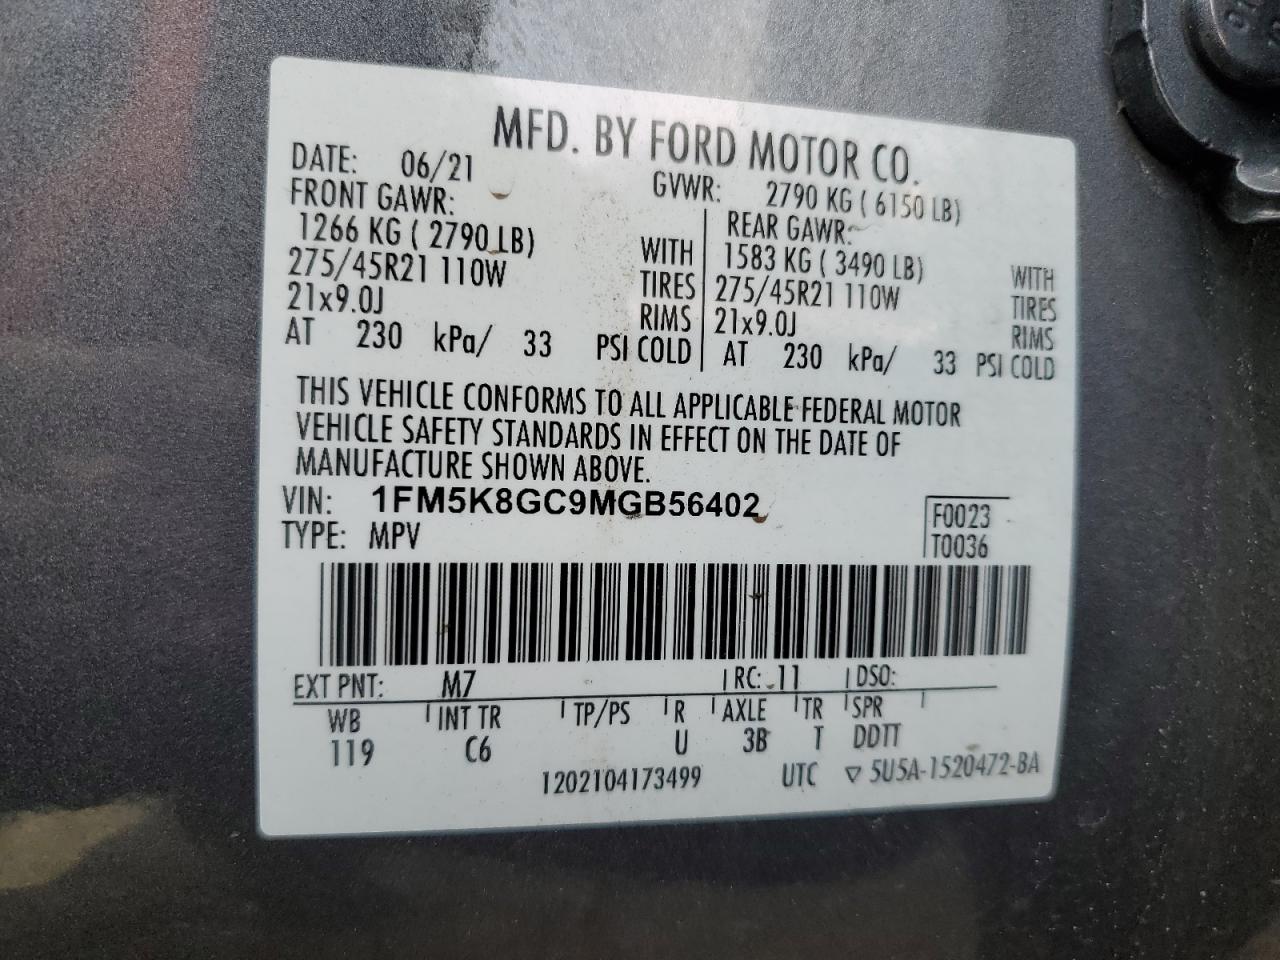 MFD. BY FORD MOTOR CO.
DATE: 06/21
GVWR: 2790 KG ( 6150 LB)
FRONT GAWR:
1266 KG ( 2790 LB)
WITH
275/45R21 110W
TIRES
21x9.0J
RIMS
AT 230 kPa/ 33 PSI COLD
REAR GAWR:
1583 KG ( 3490 LB)
WITH
275/45R21 110W
TIRES
21x9.0J
RIMS
AT 230 kPa/ 33 PSI COLD
THIS VEHICLE CONFORMS TO ALL APPLICABLE FEDERAL MOTOR
VEHICLE SAFETY STANDARDS IN EFFECT ON THE DATE OF
MANUFACTURE SHOWN ABOVE.
VIN: 1FM5K8GC9MGB56402
TYPE: MPV
F0023
T0036
EXT PNT: M7 RC: 11 DSO:
WB INT TR TP/PS R AXLE TR SPR
119 C6 U 3B T DDTT
1202104173499 UTC ▽ 5U5A-1520472-BA